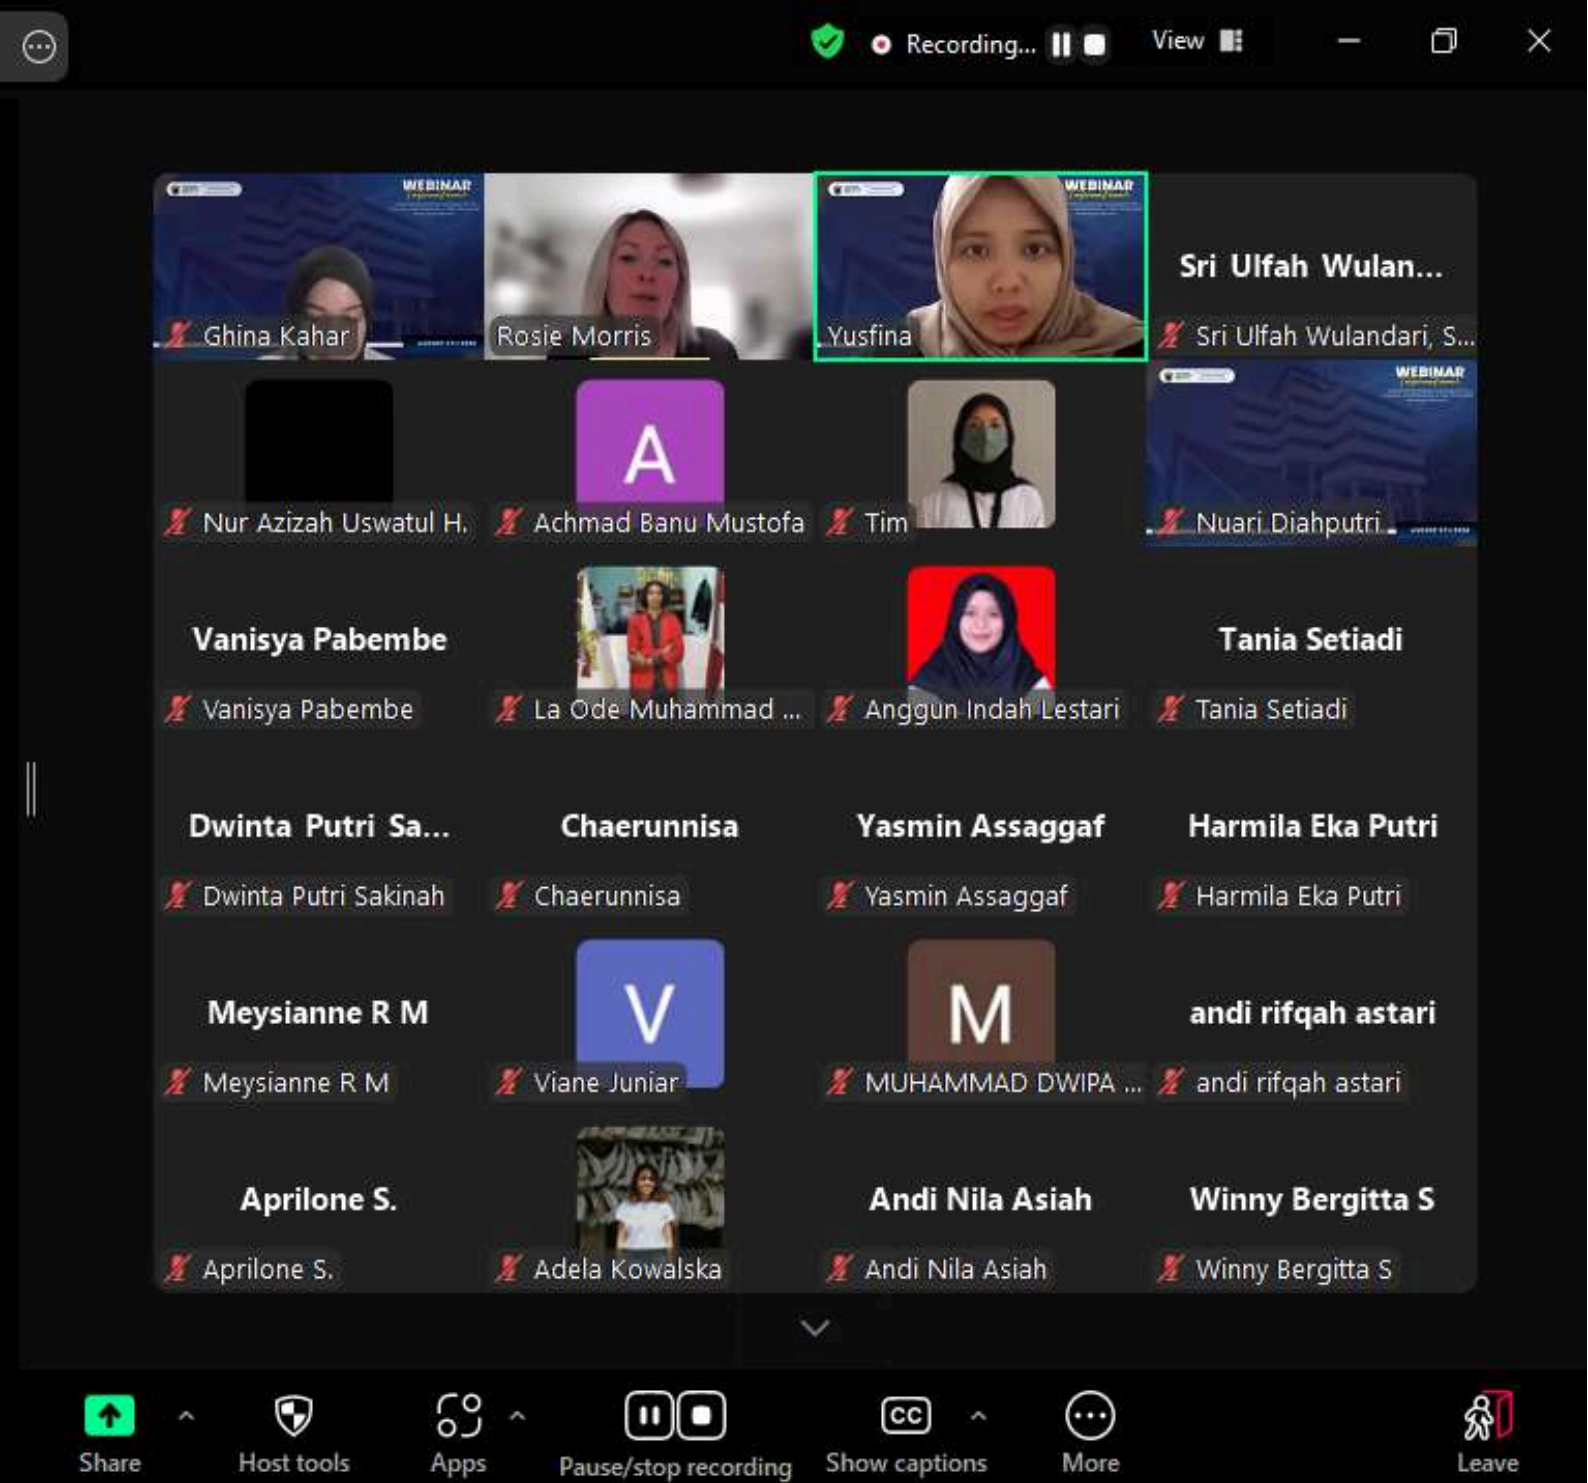 Recording...
View
WEBINAR
Ghina Kahar
Rosie Morris
WEBINAR
Yusfina
Sri Ulfah Wulan...
Sri Ulfah Wulandari, S...
Nur Azizah Uswatul H.
A
Achmad Banu Mustofa
Tim
WEBINAR
Nuari Diahputri
Vanisya Pabembe
Vanisya Pabembe
La Ode Muhammad ...
Anggun Indah Lestari
Tania Setiadi
Tania Setiadi
Dwinta Putri Sa...
Dwinta Putri Sakinah
Chaerunnisa
Chaerunnisa
Yasmin Assaggaf
Yasmin Assaggaf
Harmila Eka Putri
Harmila Eka Putri
Meysianne R M
Meysianne R M
V
Viane Juniar
M
MUHAMMAD DWIPA ...
andi rifqah astari
andi rifqah astari
Aprilone S.
Aprilone S.
Adela Kowalska
Andi Nila Asiah
Andi Nila Asiah
Winny Bergitta S
Winny Bergitta S
Share
Host tools
Apps
Pause/stop recording
CC
Show captions
More
Leave